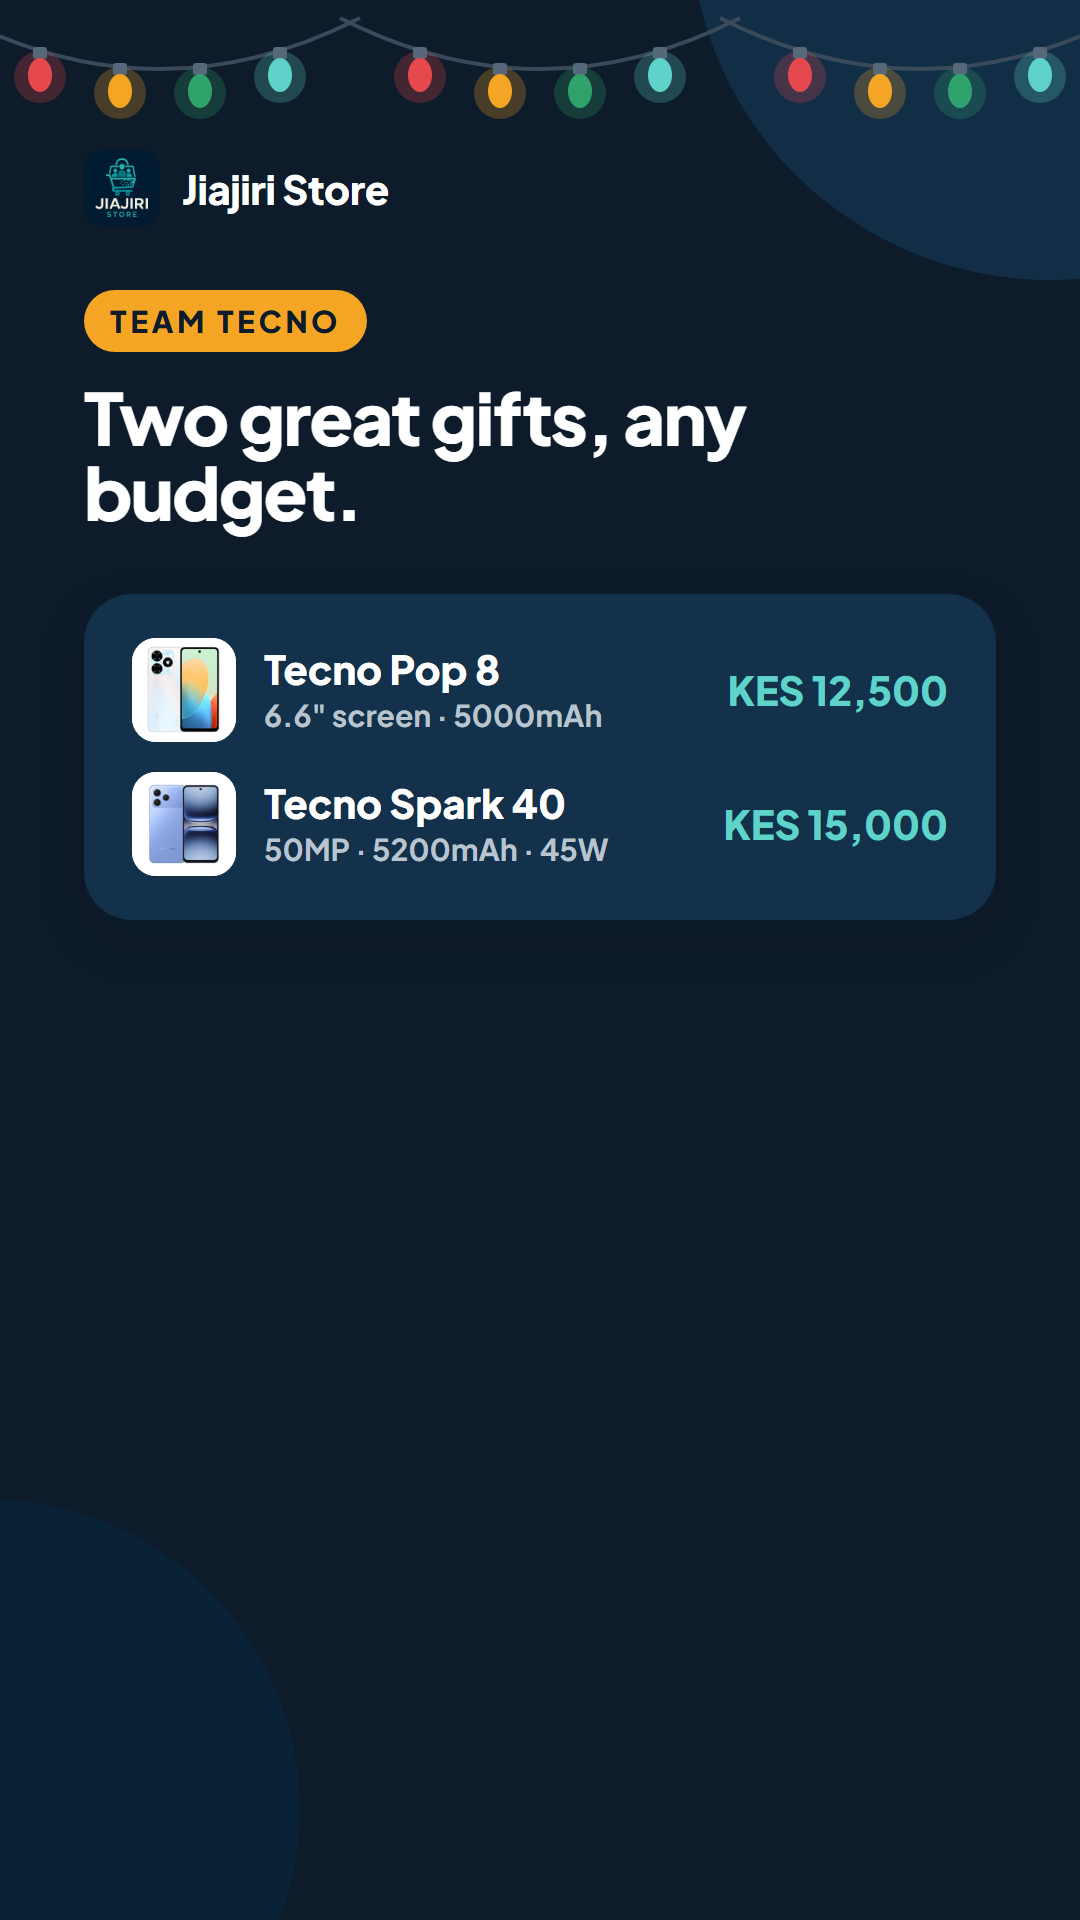 JIAJIRI
STORE
Jiajiri Store
TEAM TECNO
Two great gifts, any
budget.
Tecno Pop 8
6.6" screen · 5000mAh
KES 12,500
Tecno Spark 40
50MP · 5200mAh · 45W
KES 15,000